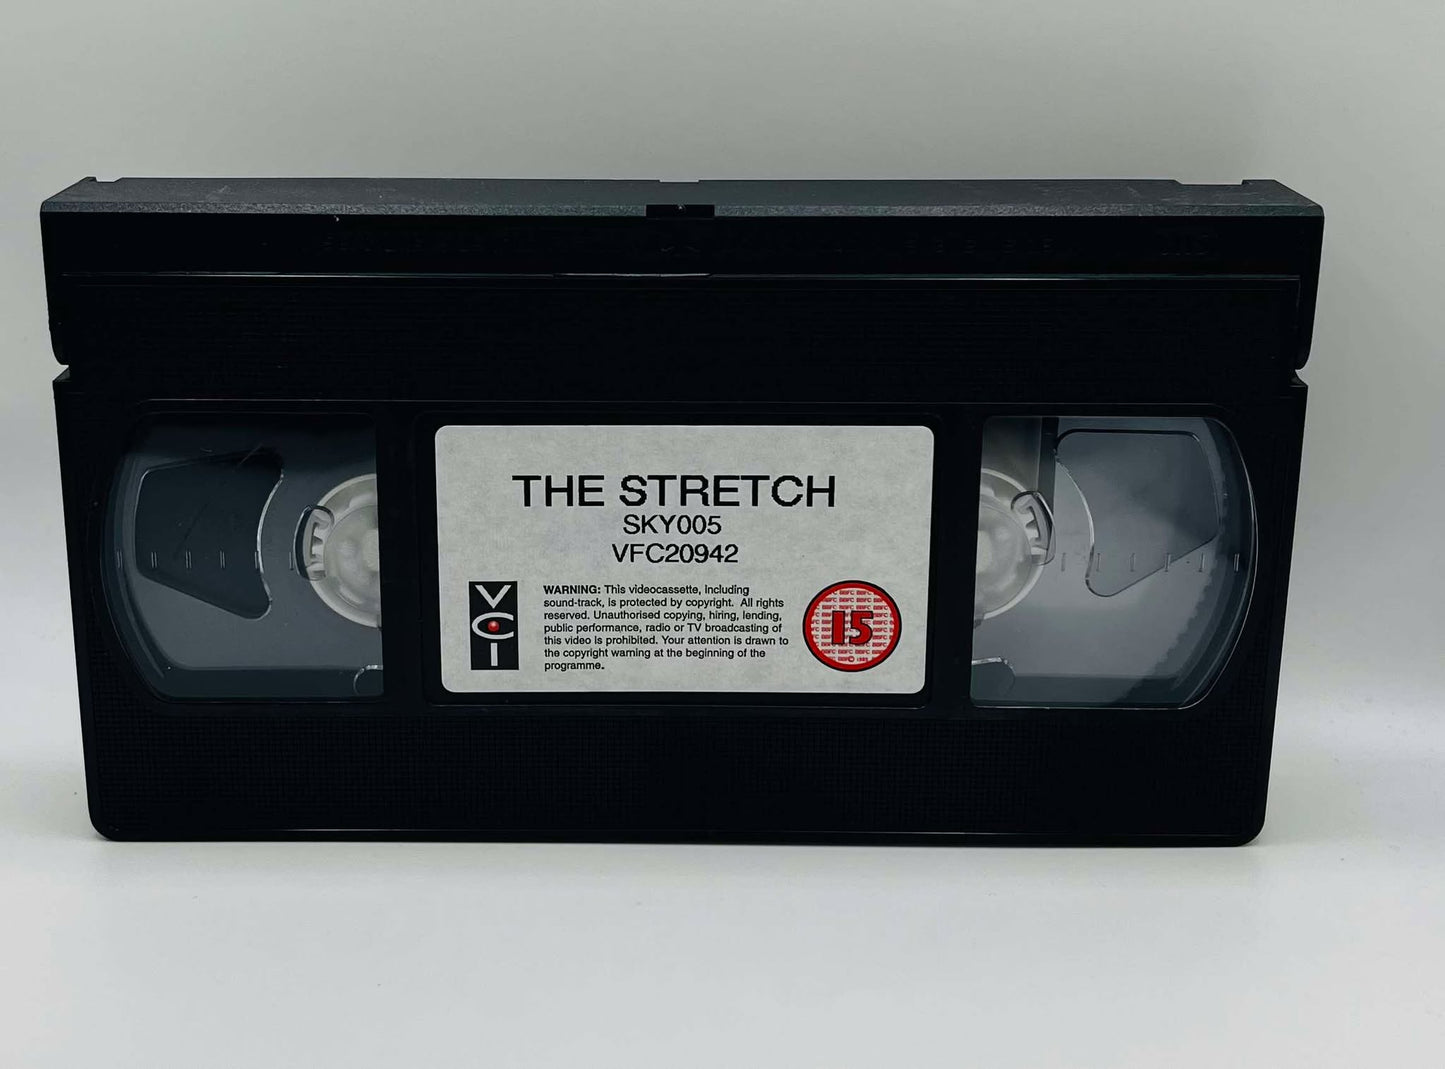 THE STRETCH
SKY005
VFC20942
VCI
WARNING: This videocassette, including
sound-track, is protected by copyright. All rights
reserved. Unauthorised copying, hiring, lending,
public performance, radio or TV broadcasting of
this video is prohibited. Your attention is drawn to
the copyright warning at the beginning of the
programme.
15